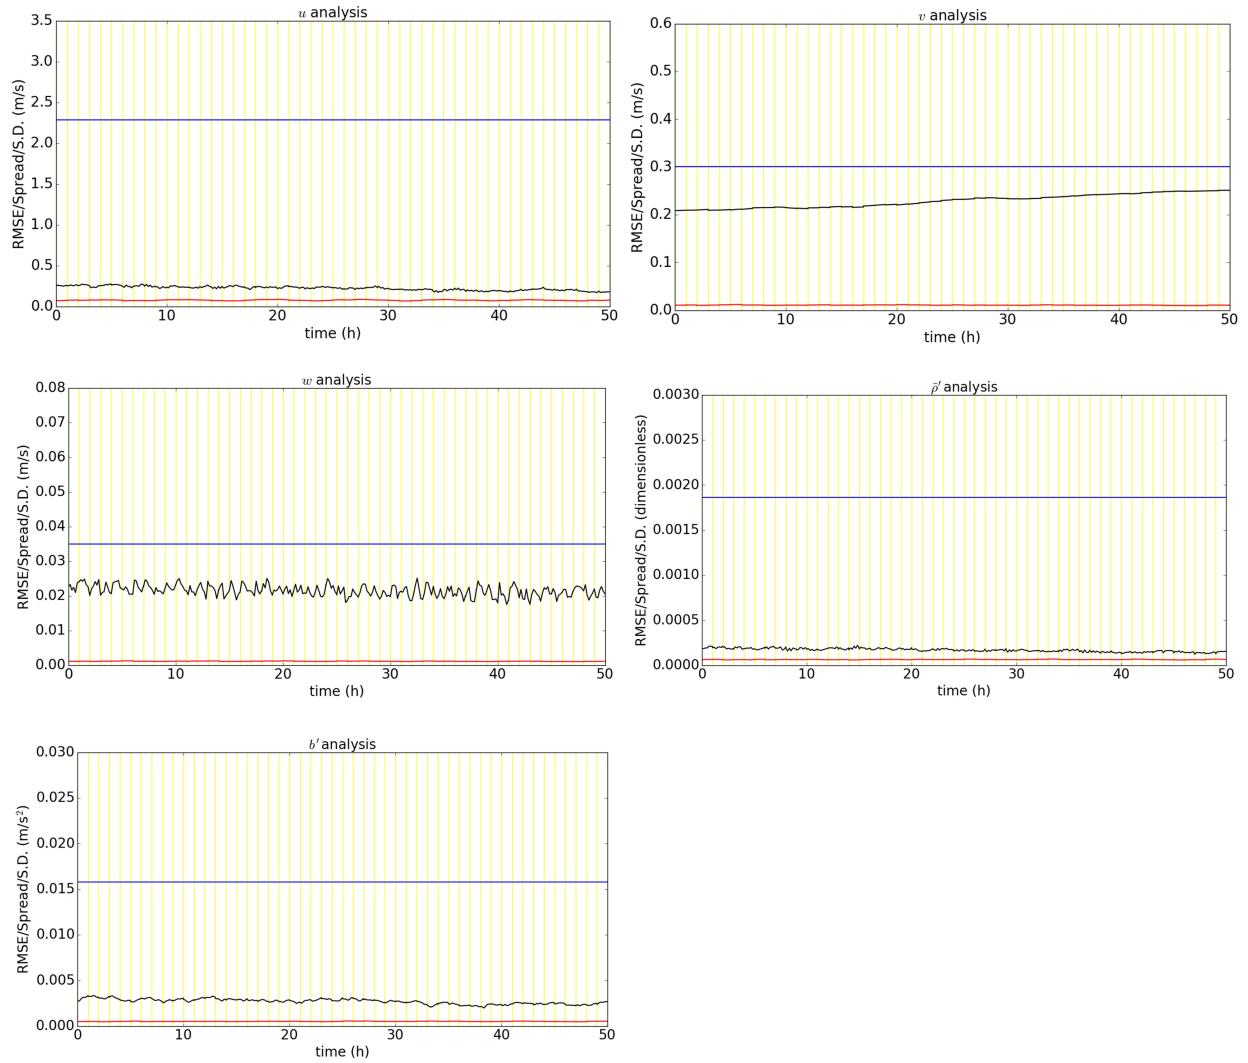 u analysis
RMSE/Spread/S.D. (m/s)
3.5
3.0
2.5
2.0
1.5
1.0
0.5
0.0
0 10 20 30 40 50
time (h)
v analysis
RMSE/Spread/S.D. (m/s)
0.6
0.5
0.4
0.3
0.2
0.1
0.0
0 10 20 30 40 50
time (h)
w analysis
RMSE/Spread/S.D. (m/s)
0.08
0.07
0.06
0.05
0.04
0.03
0.02
0.01
0.00
0 10 20 30 40 50
time (h)
ρ̃′ analysis
RMSE/Spread/S.D. (dimensionless)
0.0030
0.0025
0.0020
0.0015
0.0010
0.0005
0.0000
0 10 20 30 40 50
time (h)
b′ analysis
RMSE/Spread/S.D. (m/s²)
0.030
0.025
0.020
0.015
0.010
0.005
0.000
0 10 20 30 40 50
time (h)